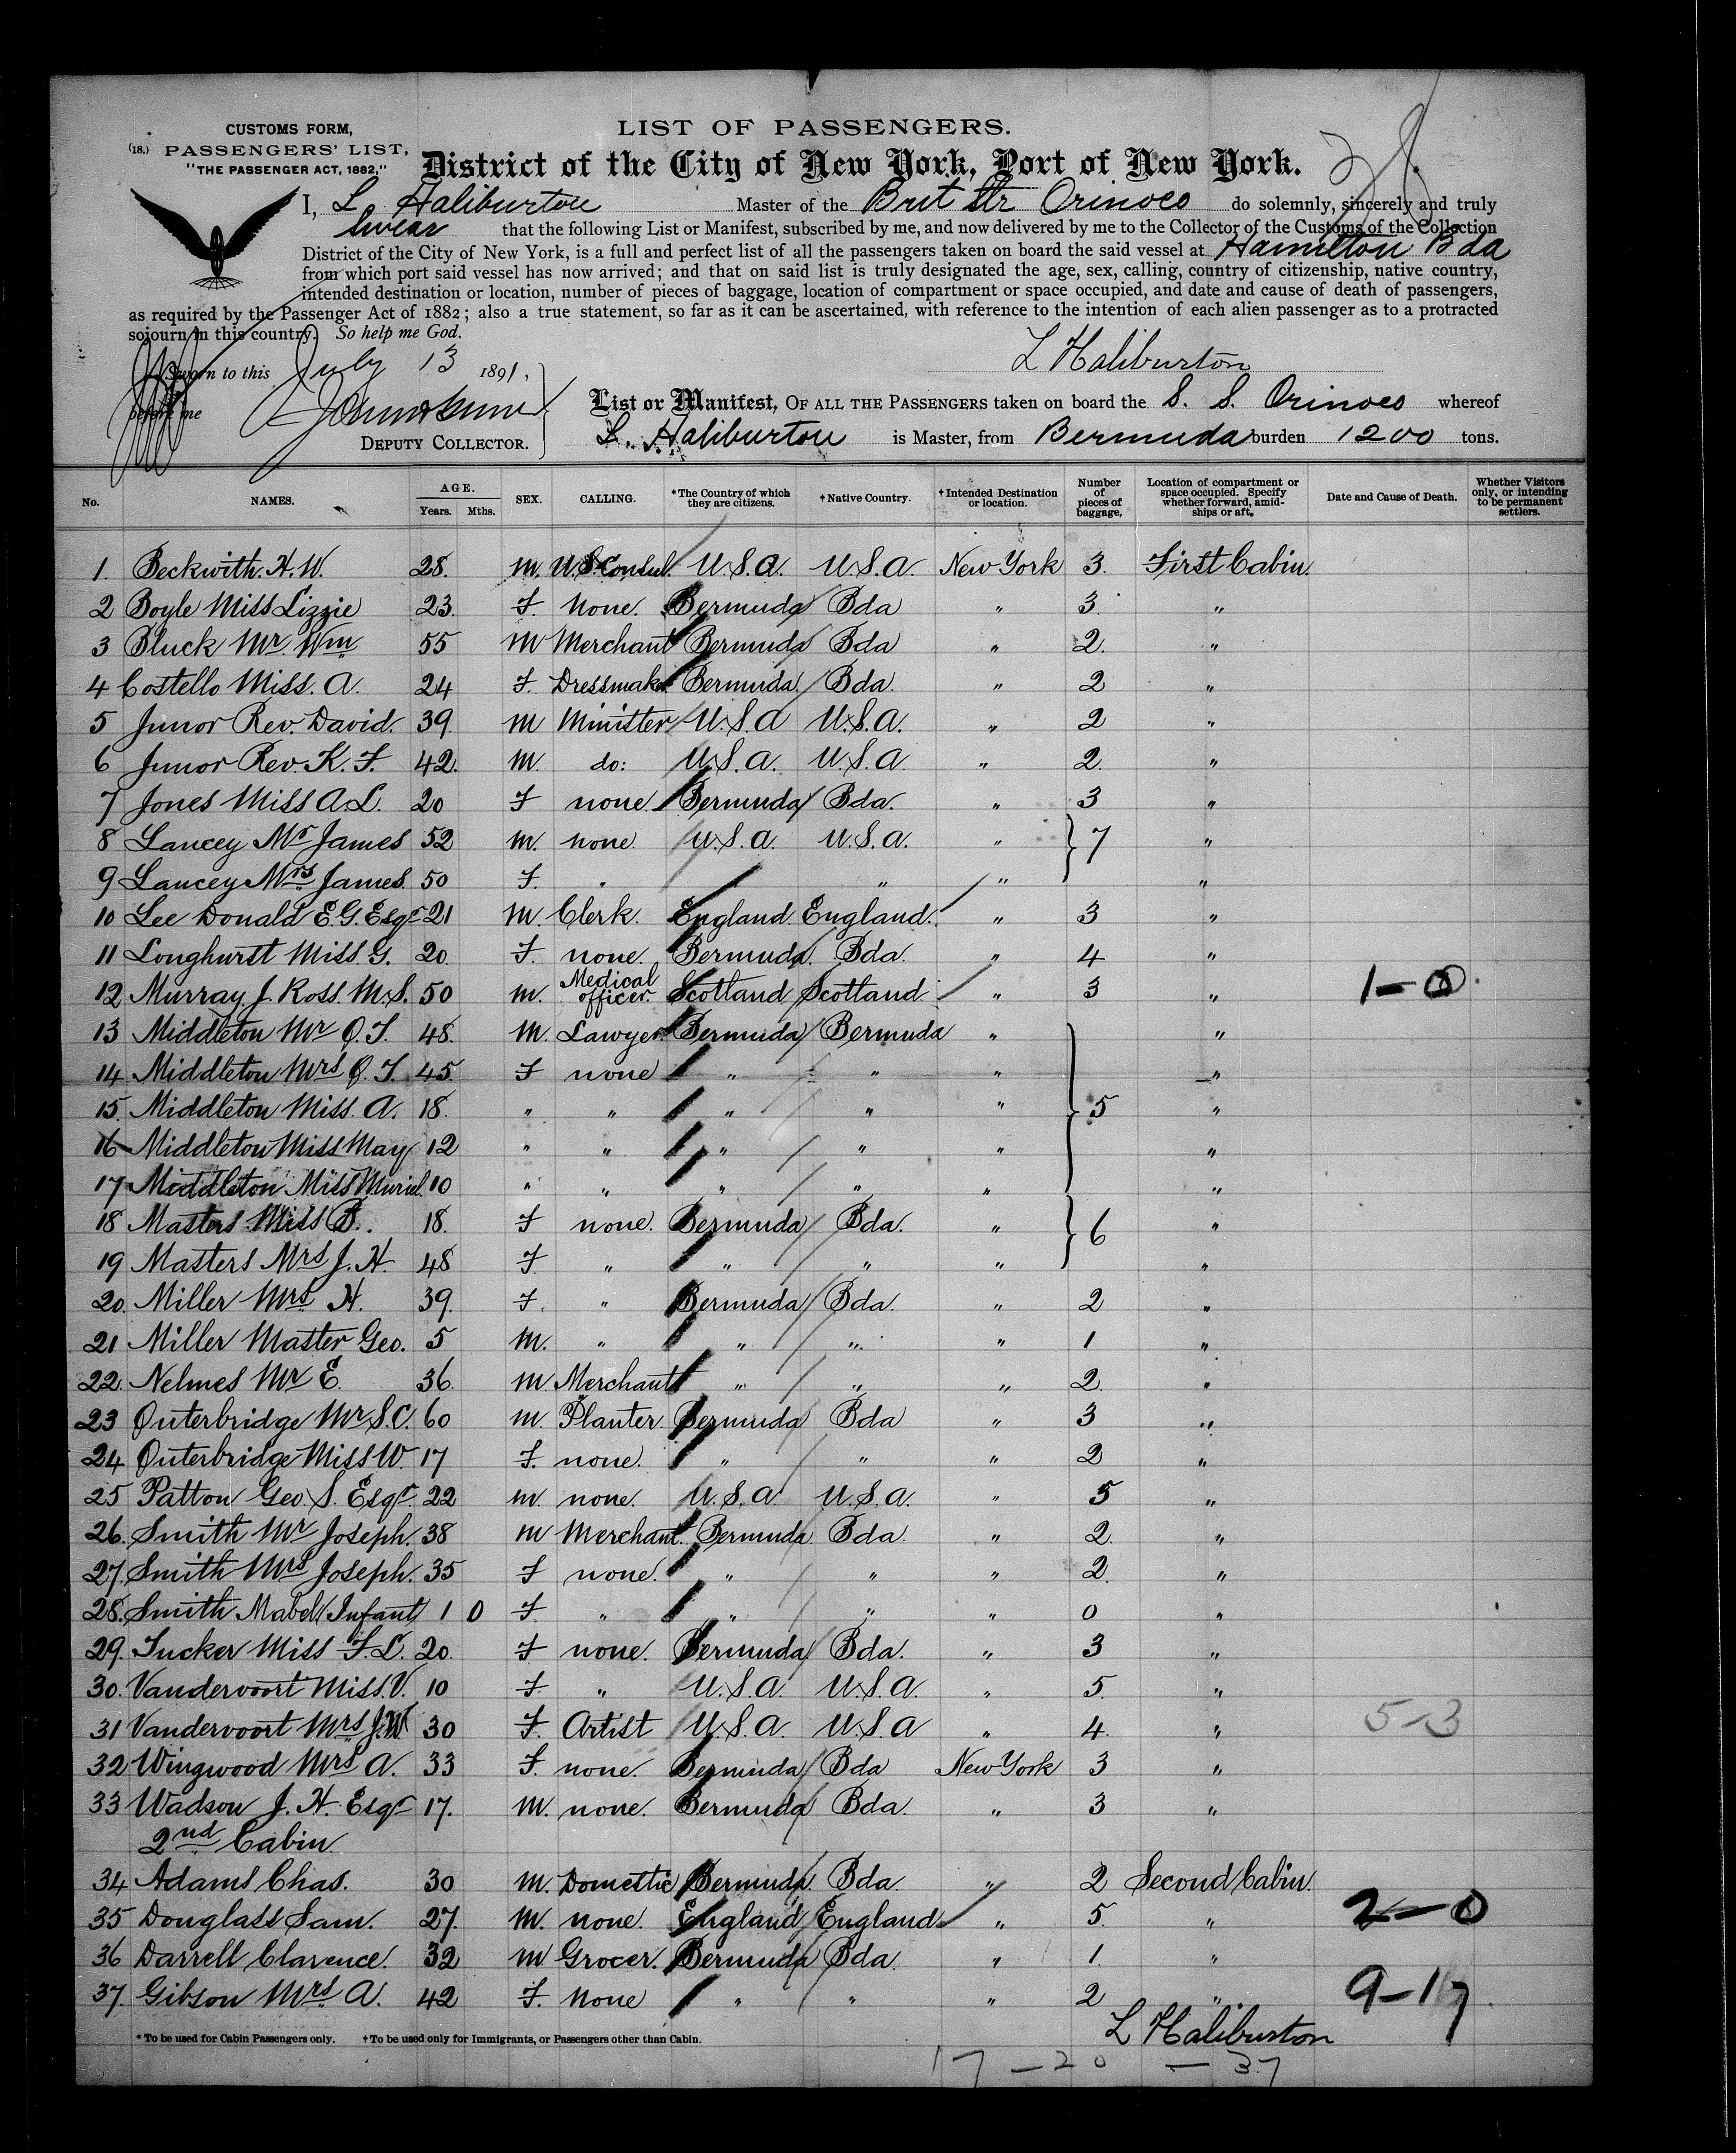 CUSTOMS FORM,
(18.) PASSENGERS' LIST,
"THE PASSENGER ACT, 1882,"
LIST OF PASSENGERS.
District of the City of New York, Port of New York.
I, L. Haliburton Master of the Brit Str Orinoco do solemnly, sincerely and truly
Swear that the following List or Manifest, subscribed by me, and now delivered by me to the Collector of the Customs of the Collection
District of the City of New York, is a full and perfect list of all the passengers taken on board the said vessel at Hamilton Bda
from which port said vessel has now arrived; and that on said list is truly designated the age, sex, calling, country of citizenship, native country,
intended destination or location, number of pieces of baggage, location of compartment or space occupied, and date and cause of death of passengers,
as required by the Passenger Act of 1882; also a true statement, so far as it can be ascertained, with reference to the intention of each alien passenger as to a protracted
sojourn in this country. So help me God.
Sworn to this July 13 1891,
before me
DEPUTY COLLECTOR.
L Haliburton
List or Manifest, OF ALL THE PASSENGERS taken on board the S. S. Orinoco whereof
L. Haliburton is Master, from Bermuda burden 1200 tons.
No. NAMES. AGE. Years. Mths. SEX. CALLING. *The Country of which they are citizens. †Native Country. †Intended Destination or location. Number of pieces of baggage. Location of compartment or space occupied. Specify whether forward, amidships or aft. Date and Cause of Death. Whether Visitors only, or intending to be permanent settlers.
1. Beckwith. H. W. 28. M. U.S. Consul. U.S.A. U.S.A. New York 3. First Cabin.
2 Boyle Miss Lizzie 23. F. None. Bermuda Bda " 3. "
3 Bluck Mr Wm 55 M Merchant Bermuda Bda " 2. "
4 Costello Miss. A. 24 F. Dressmaker Bermuda. Bda. " 2 "
5 Junor Rev. David. 39. M Minister U.S.A U.S.A. " 2 "
6 Junor Rev. K. F. 42. M. do: U.S.A. U.S.A. " 2. "
7 Jones Miss A.L. 20 F none. Bermuda Bda. " 3 "
8 Lancey Mr James 52 M. none. U.S.A. U.S.A. " } 7 "
9 Lancey Mrs James. 50 F. " " " "
10 Lee Donald E.G. Esqr 21 M. Clerk. England England. " 3 "
11 Longhurst Miss. G. 20. F. none. Bermuda. Bda. " 4 "
12 Murray J. Ross. M.S. 50 M. Medical officer. Scotland Scotland " 3 " 1-0
13 Middleton Mr O. T. 48. M. Lawyer. Bermuda Bermuda " "
14 Middleton Mrs O. T. 45. F none " " " "
15. Middleton Miss. A. 18. " " " " " } 5 "
16 Middleton Miss May 12 " " " " " "
17 Middleton Miss Muriel. 10 " " " " " "
18 Masters Miss B. 18. F none. Bermuda Bda. " } 6 "
19 Masters Mrs J. H. 48 F " " " " "
20. Miller Mrs H. 39. F. " Bermuda Bda. " 2 "
21 Miller Master Geo. 5 M. " " " " 1 "
22. Nelmes Mr E. 36. M. Merchant " " " 2. "
23 Outerbridge Mr S.C. 60 M. Planter. Bermuda Bda " 3 "
24 Outerbridge Miss W. 17 F. none. " " " 2 "
25 Patton Geo. S. Esqr. 22 M. none. U.S.A. U.S.A. " 5 "
26. Smith Mr Joseph. 38 M Merchant. Bermuda Bda. " 2. "
27. Smith Mrs Joseph. 35 F none. " " " 2. "
28. Smith Mabel (Infant) 1 0 F " " " " 0 "
29. Tucker Miss F.L. 20. F none. Bermuda Bda. " 3 "
30. Vandervoort Miss. V. 10 F " U.S.A. U.S.A. " 5. "
31 Vandervoort Mrs J.W 30 F. Artist U.S.A. U.S.A " 4. " 5-3
32 Wingwood Mrs A. 33 F. none. Bermuda Bda New York 3 "
33 Wadson J. H. Esqr 17. M. none. Bermuda Bda. " 3 "
2nd Cabin
34 Adams Chas. 30 M. Domestic Bermuda. Bda. " 2 Second Cabin.
35 Douglass Sam. 27. M. none. England England. " 5. " 2-0
36 Darrell Clarence. 32 M Grocer. Bermuda Bda. " 1. "
37. Gibson Mrs A. 42 F. None " " " 2 " 9-17
L Haliburton
* To be used for Cabin Passengers only. † To be used only for Immigrants, or Passengers other than Cabin.
17 - 20 - 37